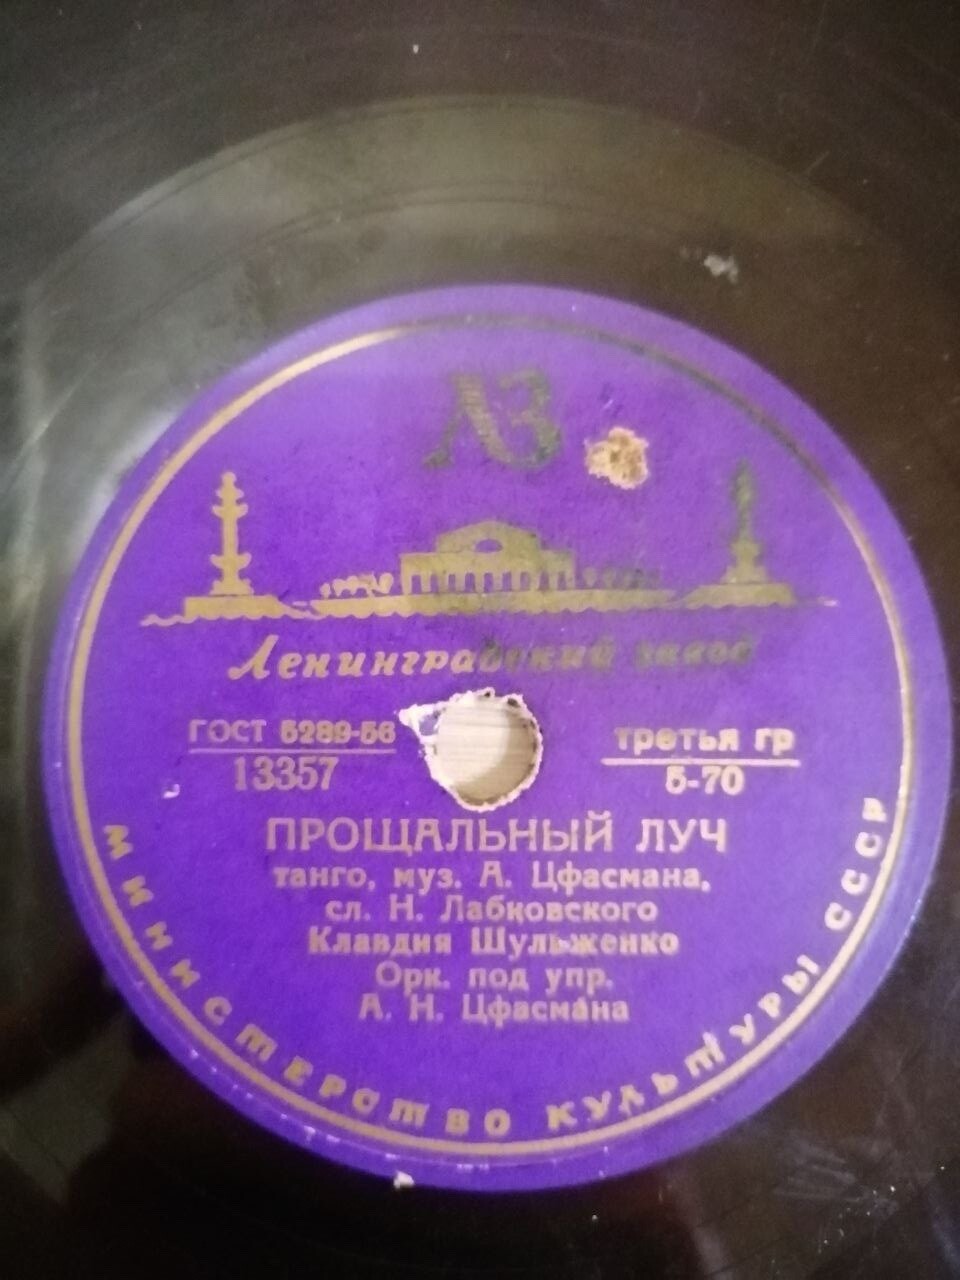 ЛЗ
Ленинградский завод
ГОСТ 5289-56
13357
третья гр
5-70
ПРОЩАЛЬНЫЙ ЛУЧ
танго, муз. А. Цфасмана,
сл. Н. Лабковского
Клавдия Шульженко
Орк. под упр.
А. Н. Цфасмана
МИНИСТЕРСТВО КУЛЬТУРЫ СССР